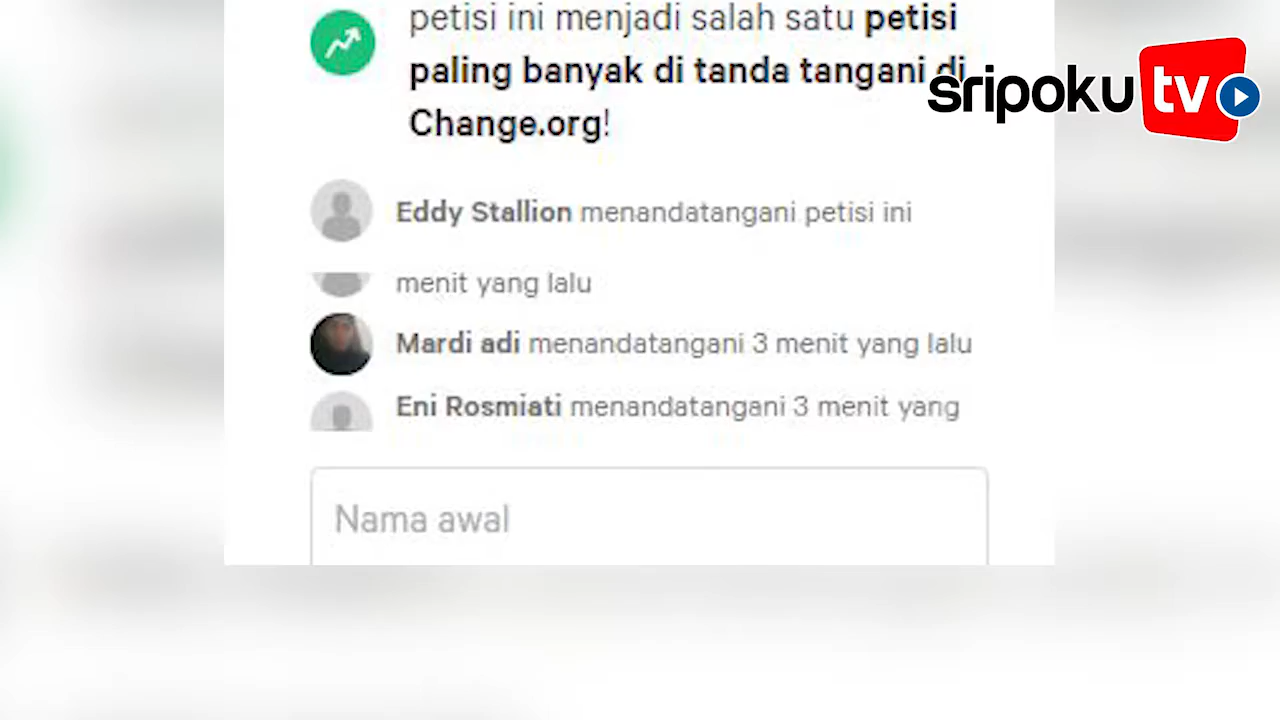 petisi ini menjadi salah satu petisi
paling banyak di tanda tangani di
Change.org!
sripoku tv
Eddy Stallion menandatangani petisi ini
menit yang lalu
Mardi adi menandatangani 3 menit yang lalu
Eni Rosmiati menandatangani 3 menit yang
Nama awal